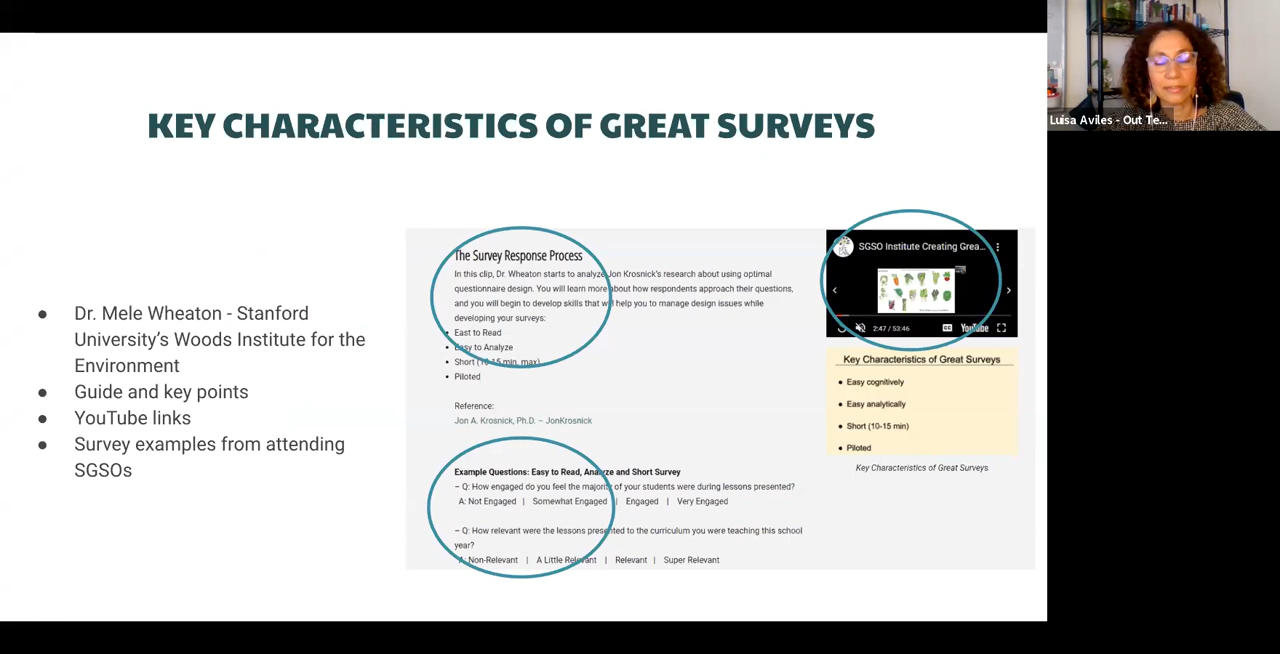 KEY CHARACTERISTICS OF GREAT SURVEYS
Luisa Aviles - Out Te...
● Dr. Mele Wheaton - Stanford
University's Woods Institute for the
Environment
● Guide and key points
● YouTube links
● Survey examples from attending
SGSOs
The Survey Response Process
In this clip, Dr. Wheaton starts to analyze Jon Krosnick's research about using optimal
questionnaire design. You will learn more about how respondents approach their questions,
and you will begin to develop skills that will help you to manage design issues while
developing your surveys:
• East to Read
• Easy to Analyze
• Short (10-15 min, max)
• Piloted
Reference:
Jon A. Krosnick, Ph.D. – JonKrosnick
Example Questions: Easy to Read, Analyze and Short Survey
– Q: How engaged do you feel the majority of your students were during lessons presented?
A: Not Engaged | Somewhat Engaged | Engaged | Very Engaged
– Q: How relevant were the lessons presented to the curriculum you were teaching this school
year?
A: Non-Relevant | A Little Relevant | Relevant | Super Relevant
SGSO Institute Creating Grea...
2:47 / 53:46
CC
YouTube
Key Characteristics of Great Surveys
● Easy cognitively
● Easy analytically
● Short (10-15 min)
● Piloted
Key Characteristics of Great Surveys